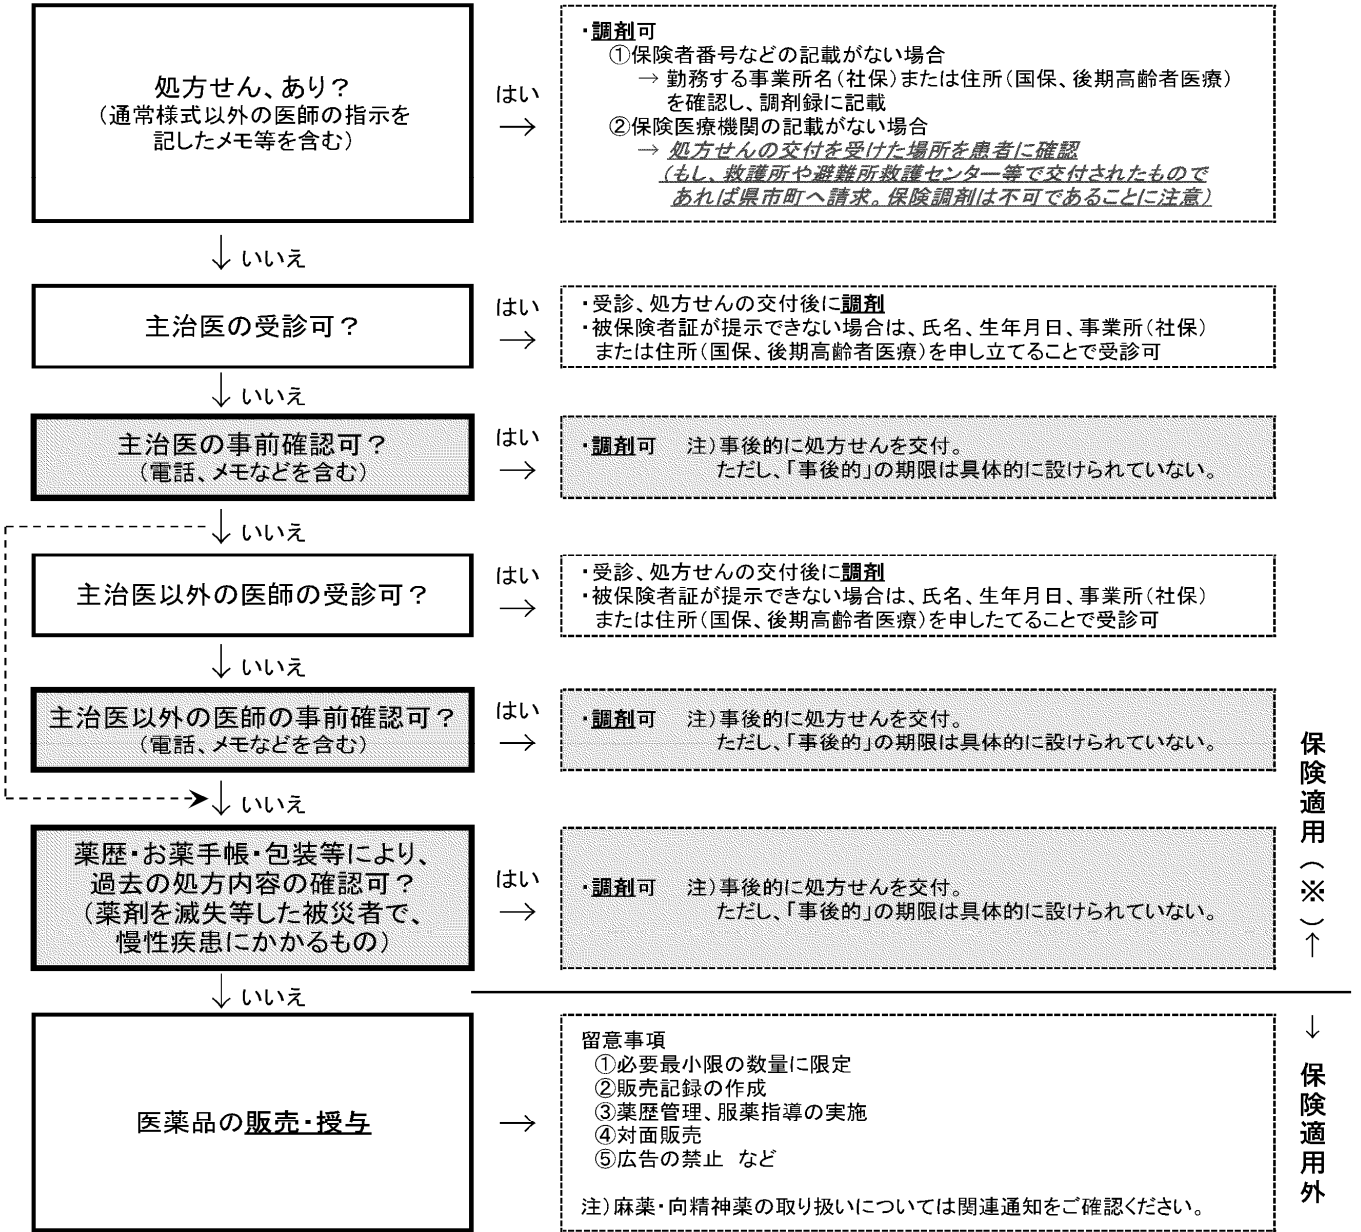 処方せん、あり？
（通常様式以外の医師の指示を
記したメモ等を含む）
はい
→
・調剤可
①保険者番号などの記載がない場合
→ 勤務する事業所名（社保）または住所（国保、後期高齢者医療）
を確認し、調剤録に記載
②保険医療機関の記載がない場合
→ 処方せんの交付を受けた場所を患者に確認
（もし、救護所や避難所救護センター等で交付されたもので
あれば県市町へ請求。保険調剤は不可であることに注意）
↓ いいえ
主治医の受診可？
はい
→
・受診、処方せんの交付後に調剤
・被保険者証が提示できない場合は、氏名、生年月日、事業所（社保）
または住所（国保、後期高齢者医療）を申し立てることで受診可
↓ いいえ
主治医の事前確認可？
（電話、メモなどを含む）
はい
→
・調剤可　注）事後的に処方せんを交付。
ただし、「事後的」の期限は具体的に設けられていない。
↓ いいえ
主治医以外の医師の受診可？
はい
→
・受診、処方せんの交付後に調剤
・被保険者証が提示できない場合は、氏名、生年月日、事業所（社保）
または住所（国保、後期高齢者医療）を申したてることで受診可
↓ いいえ
主治医以外の医師の事前確認可？
（電話、メモなどを含む）
はい
→
・調剤可　注）事後的に処方せんを交付。
ただし、「事後的」の期限は具体的に設けられていない。
↓ いいえ
薬歴・お薬手帳・包装等により、
過去の処方内容の確認可？
（薬剤を滅失等した被災者で、
慢性疾患にかかるもの）
はい
→
・調剤可　注）事後的に処方せんを交付。
ただし、「事後的」の期限は具体的に設けられていない。
保険適用（※）↑
↓ いいえ
医薬品の販売・授与
→
留意事項
①必要最小限の数量に限定
②販売記録の作成
③薬歴管理、服薬指導の実施
④対面販売
⑤広告の禁止　など
注）麻薬・向精神薬の取り扱いについては関連通知をご確認ください。
↓ 保険適用外